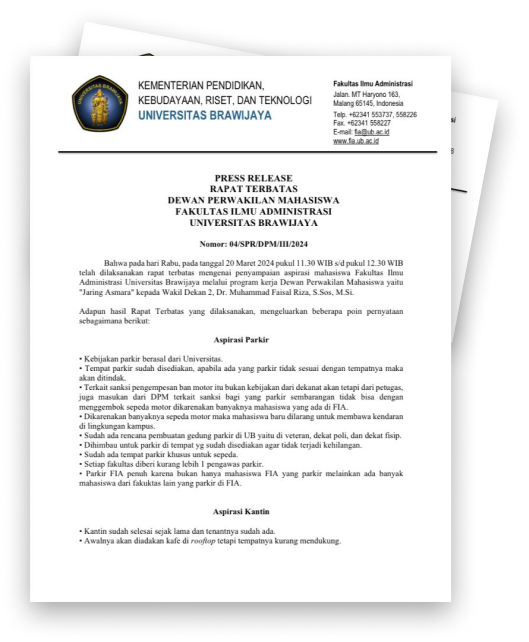 KEMENTERIAN PENDIDIKAN,
KEBUDAYAAN, RISET, DAN TEKNOLOGI
UNIVERSITAS BRAWIJAYA
UNIVERSITAS BRAWIJAYA
Fakultas Ilmu Administrasi
Jalan. MT Haryono 163,
Malang 65145, Indonesia
Telp. +62341 553737, 558226
Fax. +62341 558227
E-mail: fia@ub.ac.id
www.fia.ub.ac.id
PRESS RELEASE
RAPAT TERBATAS
DEWAN PERWAKILAN MAHASISWA
FAKULTAS ILMU ADMINISTRASI
UNIVERSITAS BRAWIJAYA
Nomor: 04/SPR/DPM/III/2024
Bahwa pada hari Rabu, pada tanggal 20 Maret 2024 pukul 11.30 WIB s/d pukul 12.30 WIB
telah dilaksanakan rapat terbatas mengenai penyampaian aspirasi mahasiswa Fakultas Ilmu
Administrasi Universitas Brawijaya melalui program kerja Dewan Perwakilan Mahasiswa yaitu
"Jaring Asmara" kepada Wakil Dekan 2, Dr. Muhammad Faisal Riza, S.Sos, M.Si.
Adapun hasil Rapat Terbatas yang dilaksanakan, mengeluarkan beberapa poin pernyataan
sebagaimana berikut:
Aspirasi Parkir
• Kebijakan parkir berasal dari Universitas.
• Tempat parkir sudah disediakan, apabila ada yang parkir tidak sesuai dengan tempatnya maka
akan ditindak.
• Terkait sanksi pengempesan ban motor itu bukan kebijakan dari dekanat akan tetapi dari petugas,
juga masukan dari DPM terkait sanksi bagi yang parkir sembarangan tidak bisa dengan
menggembok sepeda motor dikarenakan banyaknya mahasiswa yang ada di FIA.
• Dikarenakan banyaknya sepeda motor maka mahasiswa baru dilarang untuk membawa kendaran
di lingkungan kampus.
• Sudah ada rencana pembuatan gedung parkir di UB yaitu di veteran, dekat poli, dan dekat fisip.
• Dihimbau untuk parkir di tempat yg sudah disediakan agar tidak terjadi kehilangan.
• Sudah ada tempat parkir khusus untuk sepeda.
• Setiap fakultas diberi kurang lebih 1 pengawas parkir.
• Parkir FIA penuh karena bukan hanya mahasiswa FIA yang parkir melainkan ada banyak
mahasiswa dari fakuktas lain yang parkir di FIA.
Aspirasi Kantin
• Kantin sudah selesai sejak lama dan tenantnya sudah ada.
• Awalnya akan diadakan kafe di rooftop tetapi tempatnya kurang mendukung.